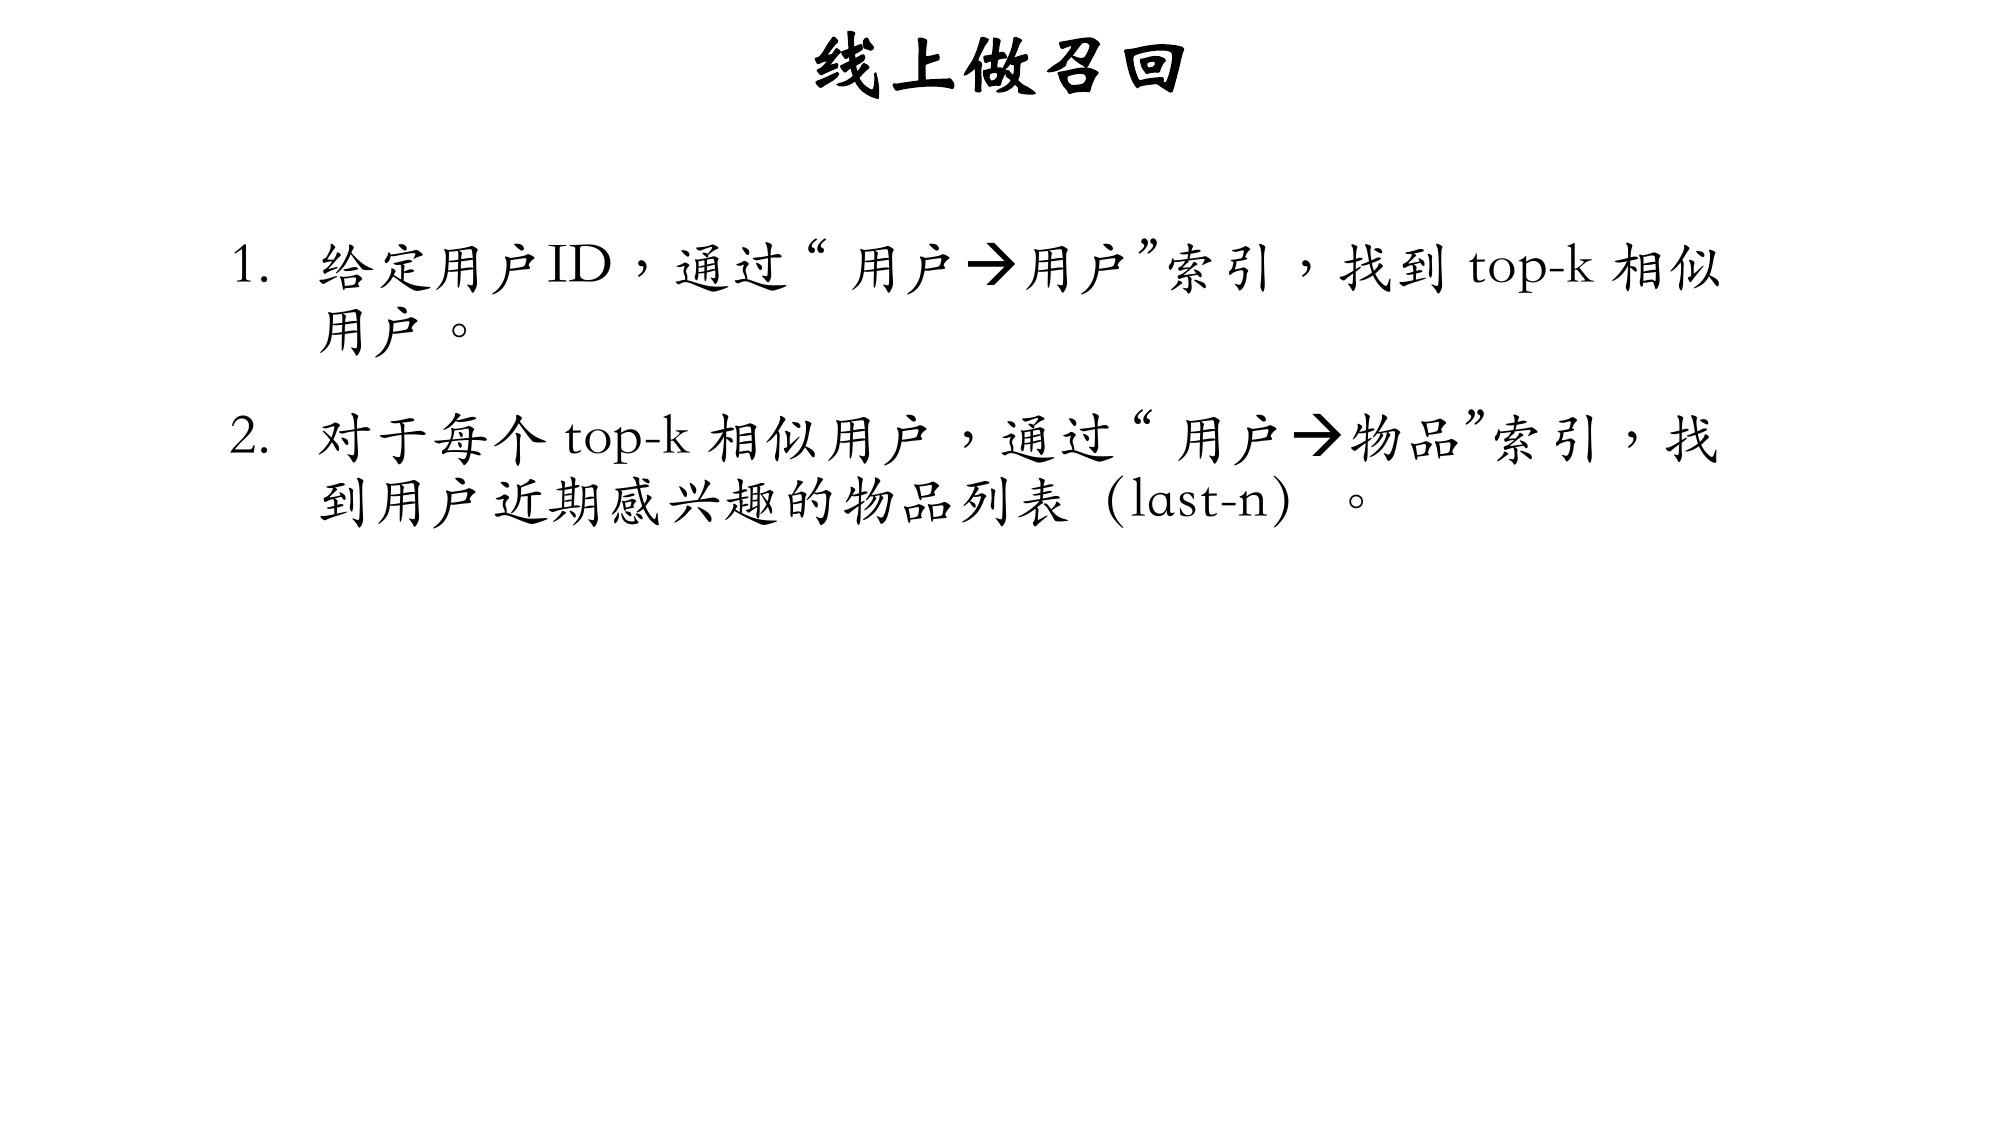 线上做召回
1. 给定用户ID，通过“用户→用户”索引，找到 top-k 相似
用户。
2. 对于每个 top-k 相似用户，通过“用户→物品”索引，找
到用户近期感兴趣的物品列表（last-n）。